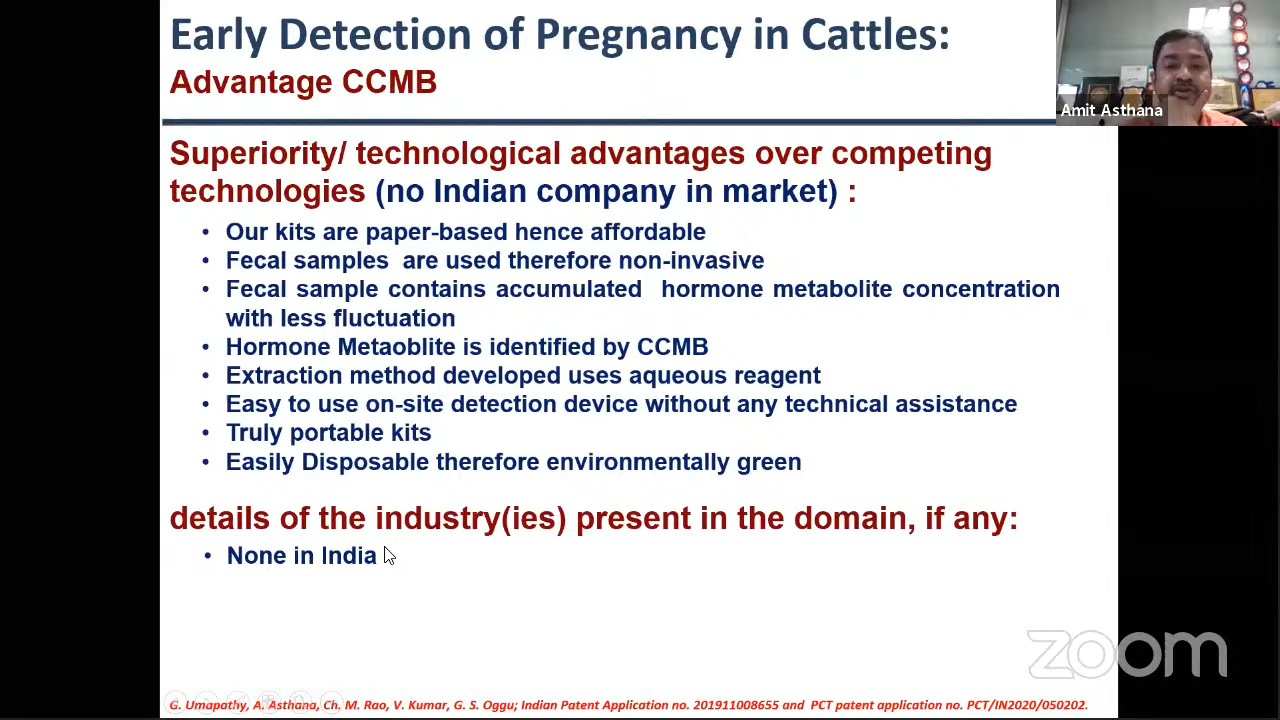 Early Detection of Pregnancy in Cattles:
Advantage CCMB
Amit Asthana
Superiority/ technological advantages over competing
technologies (no Indian company in market) :
• Our kits are paper-based hence affordable
• Fecal samples are used therefore non-invasive
• Fecal sample contains accumulated hormone metabolite concentration
with less fluctuation
• Hormone Metaoblite is identified by CCMB
• Extraction method developed uses aqueous reagent
• Easy to use on-site detection device without any technical assistance
• Truly portable kits
• Easily Disposable therefore environmentally green
details of the industry(ies) present in the domain, if any:
• None in India
zoom
G. Umapathy, A. Asthana, Ch. M. Rao, V. Kumar, G. S. Oggu; Indian Patent Application no. 201911008655 and PCT patent application no. PCT/IN2020/050202.